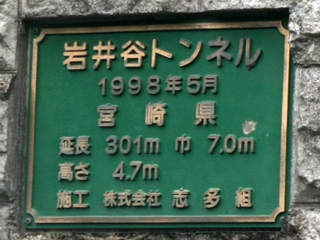 岩井谷トンネル
1998年5月
宮崎県
延長 301m 巾 7.0m
高さ 4.7m
施工 株式会社 志多組